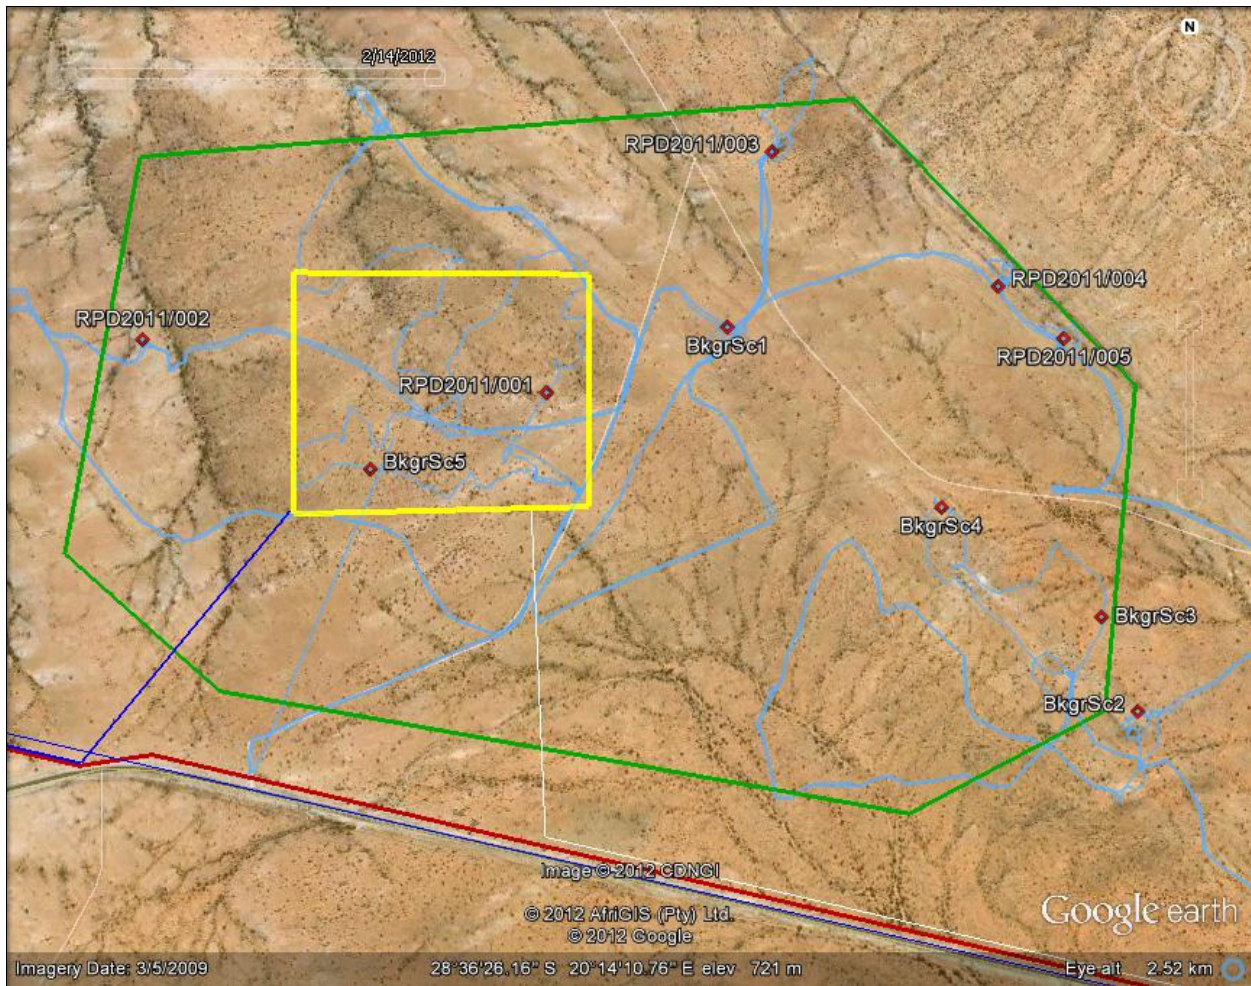 N
2/14/2012
RPD2011/003
RPD2011/004
RPD2011/002
BkgrSc1
RPD2011/005
RPD2011/001
BkgrSc5
BkgrSc4
BkgrSc3
BkgrSc2
Image © 2012 CDNGI
© 2012 AfriGIS (Pty) Ltd.
© 2012 Google
Google earth
Imagery Date: 3/5/2009 28°36'26.16" S 20°14'10.76" E elev 721 m Eye alt 2.52 km